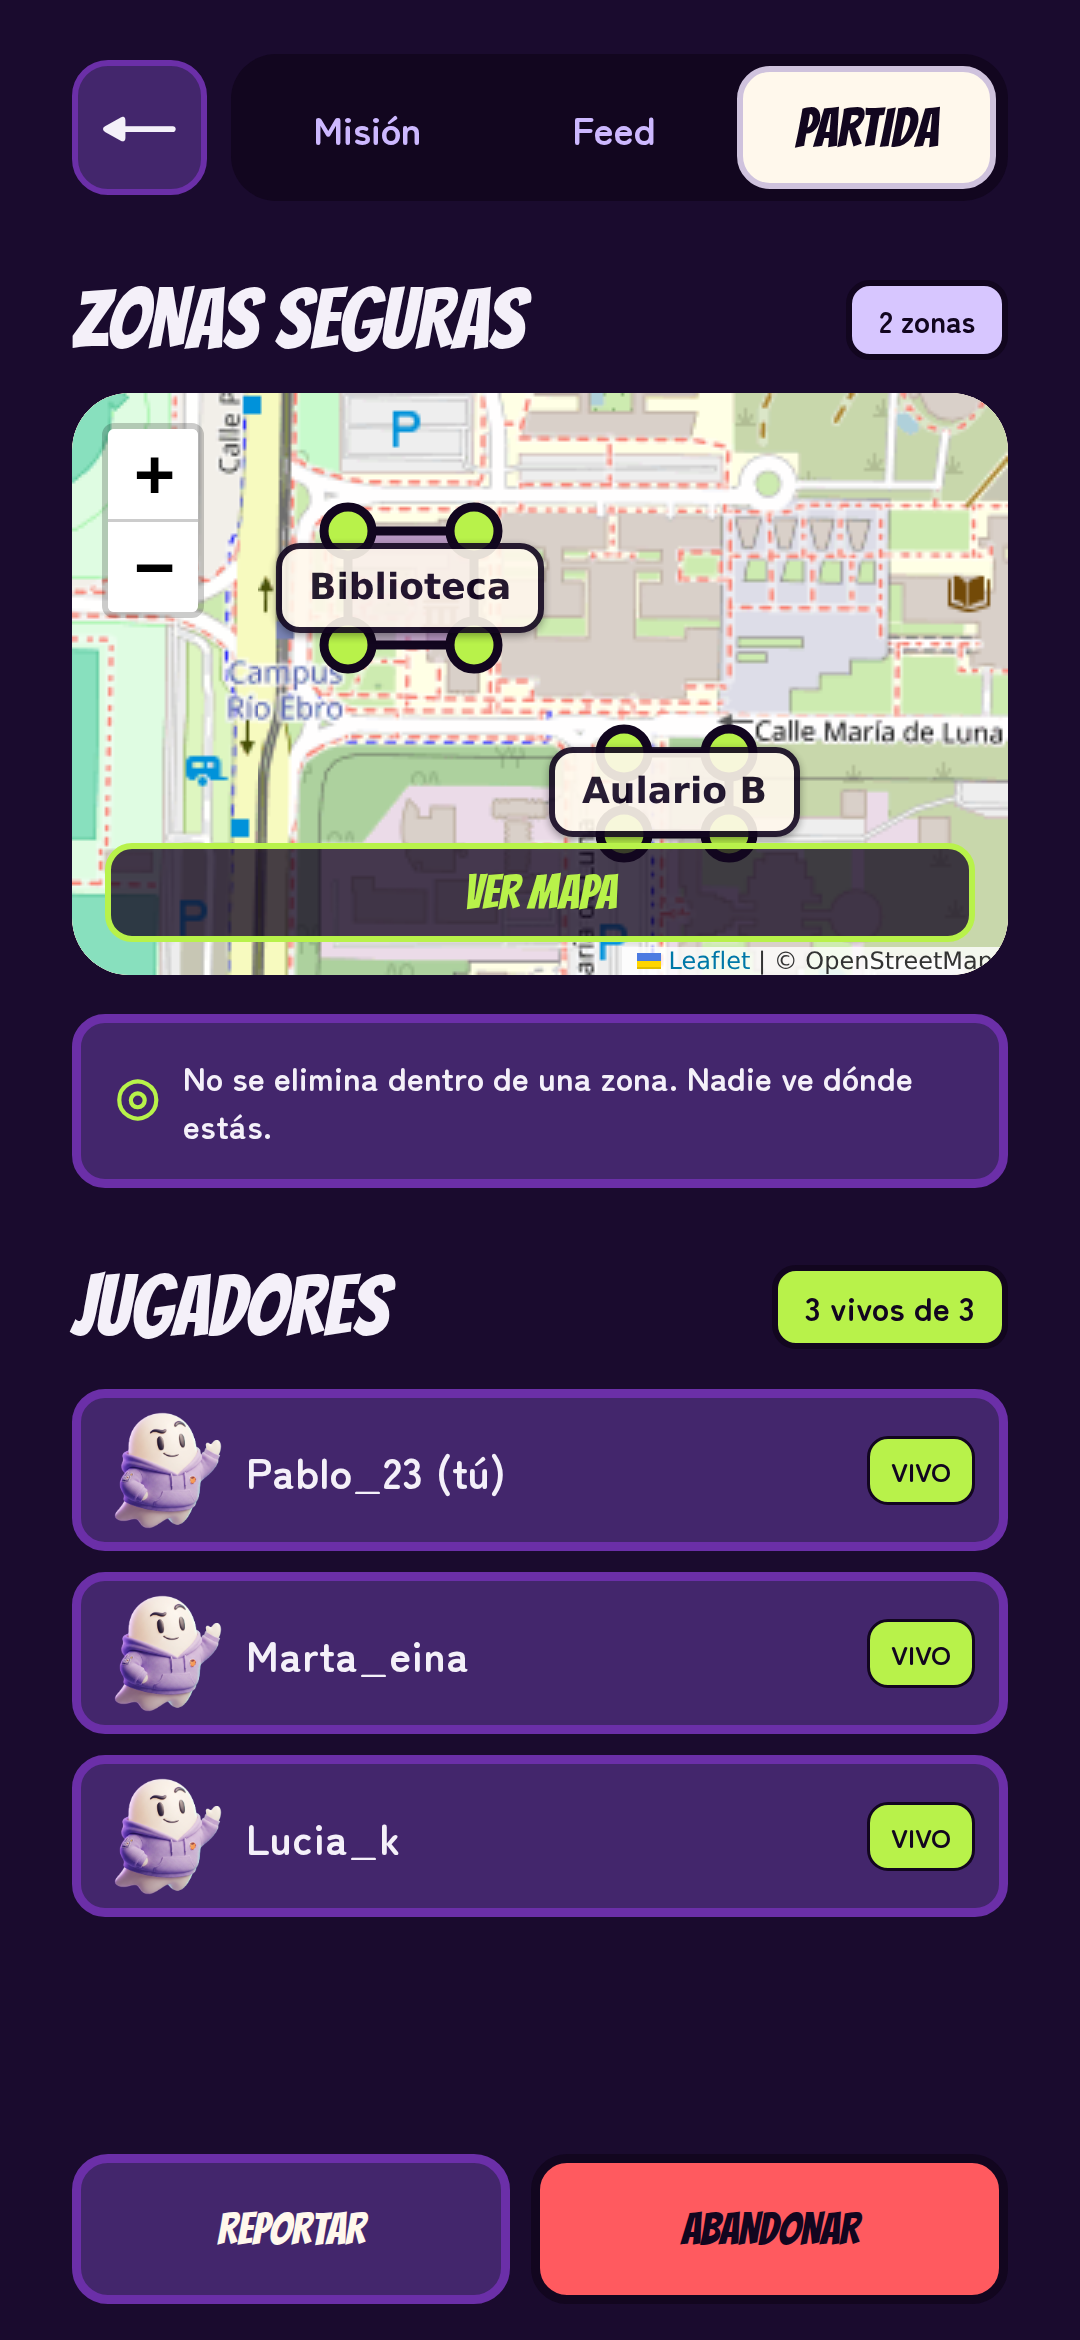 Misión
Feed
PARTIDA
ZONAS SEGURAS
2 zonas
Calle
P
+
−
Biblioteca
Campus
Río Ebro
Calle María de Luna
Aulario B
VER MAPA
P
P
Leaflet | © OpenStreetMap
No se elimina dentro de una zona. Nadie ve dónde
estás.
JUGADORES
3 vivos de 3
Pablo_23 (tú)
VIVO
Marta_eina
VIVO
Lucia_k
VIVO
REPORTAR
ABANDONAR